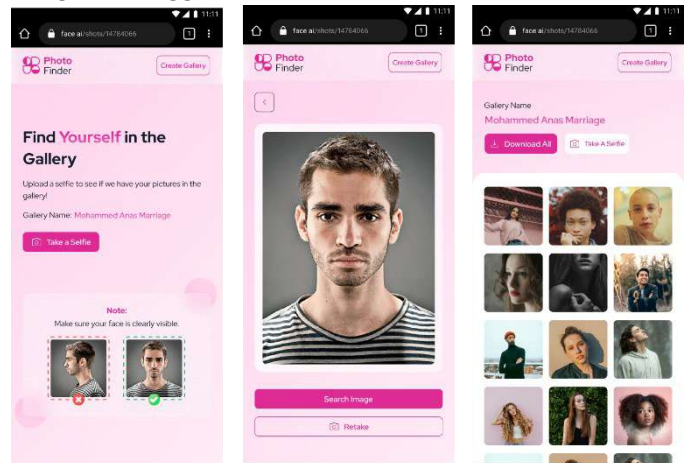 11:11
face ai/shots/14784066
1
Photo
Finder
Create Gallery
Find Yourself in the
Gallery
Upload a selfie to see if we have your pictures in the
gallery!
Gallery Name: Mohammed Anas Marriage
Take a Selfie
Note:
Make sure your face is clearly visible.
11:11
face ai/shots/14784066
1
Photo
Finder
Create Gallery
Search Image
Retake
11:11
face ai/shots/14784066
1
Photo
Finder
Create Gallery
Gallery Name
Mohammed Anas Marriage
Download All
Take A Selfie